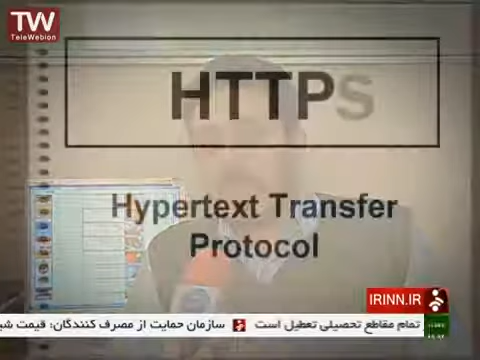 TW
TeleWebion
HTTPS
Hypertext Transfer
Protocol
IRINN.IR
تمام مقاطع تحصیلی تعطیل است سازمان حمایت از مصرف کنندگان: قیمت